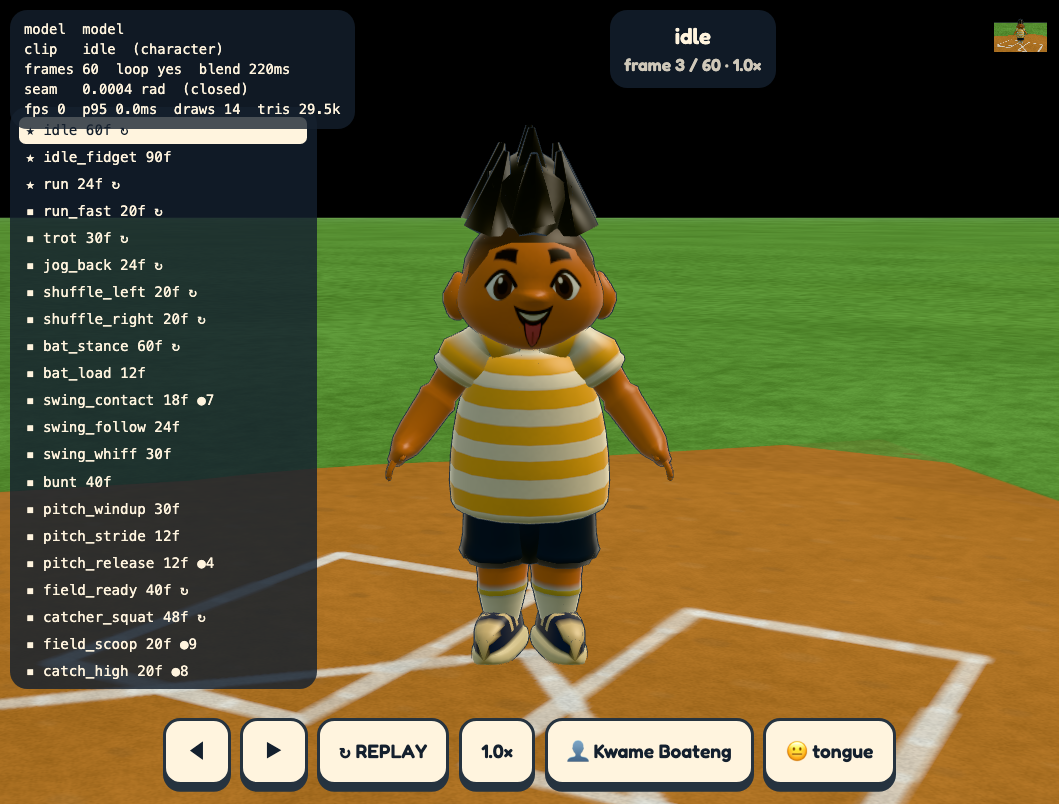 model model
clip idle (character)
frames 60 loop yes blend 220ms
seam 0.0004 rad (closed)
fps 0 p95 0.0ms draws 14 tris 29.5k
★ idle 60f ↻
★ idle_fidget 90f
★ run 24f ↻
▪ run_fast 20f ↻
▪ trot 30f ↻
▪ jog_back 24f ↻
▪ shuffle_left 20f ↻
▪ shuffle_right 20f ↻
▪ bat_stance 60f ↻
▪ bat_load 12f
▪ swing_contact 18f ●7
▪ swing_follow 24f
▪ swing_whiff 30f
▪ bunt 40f
▪ pitch_windup 30f
▪ pitch_stride 12f
▪ pitch_release 12f ●4
▪ field_ready 40f ↻
▪ catcher_squat 48f ↻
▪ field_scoop 20f ●9
▪ catch_high 20f ●8
idle
frame 3 / 60 · 1.0×
↻ REPLAY
1.0×
Kwame Boateng
tongue